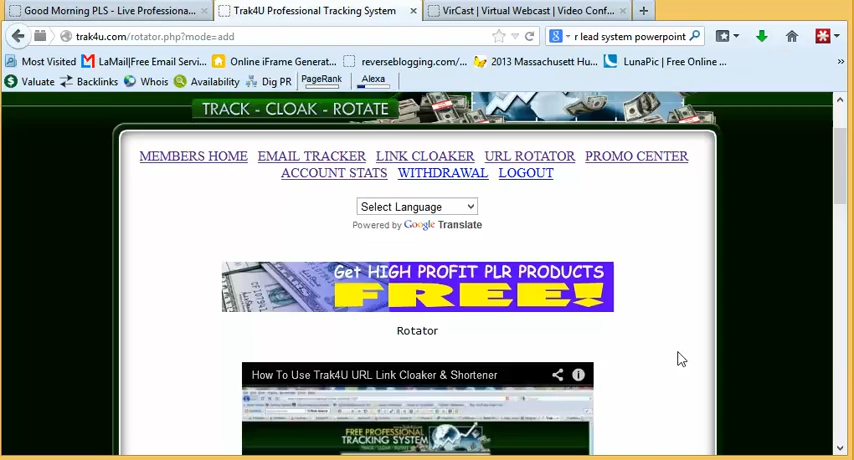 Good Morning PLS - Live Professiona... × Trak4U Professional Tracking System × VirCast | Virtual Webcast | Video Conf... × +
trak4u.com/rotator.php?mode=add r lead system powerpoint
Most Visited LaMail|Free Email Servi... Online iFrame Generat... reverseblogging.com/... 2013 Massachusett Hu... LunaPic | Free Online ... »
Valuate Backlinks Whois Availability Dig PR PageRank Alexa
TRACK - CLOAK - ROTATE
MEMBERS HOME EMAIL TRACKER LINK CLOAKER URL ROTATOR PROMO CENTER
ACCOUNT STATS WITHDRAWAL LOGOUT
Select Language
Powered by Google Translate
Get HIGH PROFIT PLR PRODUCTS
FREE!
Rotator
How To Use Trak4U URL Link Cloaker & Shortener
FREE PROFESSIONAL
TRACKING SYSTEM